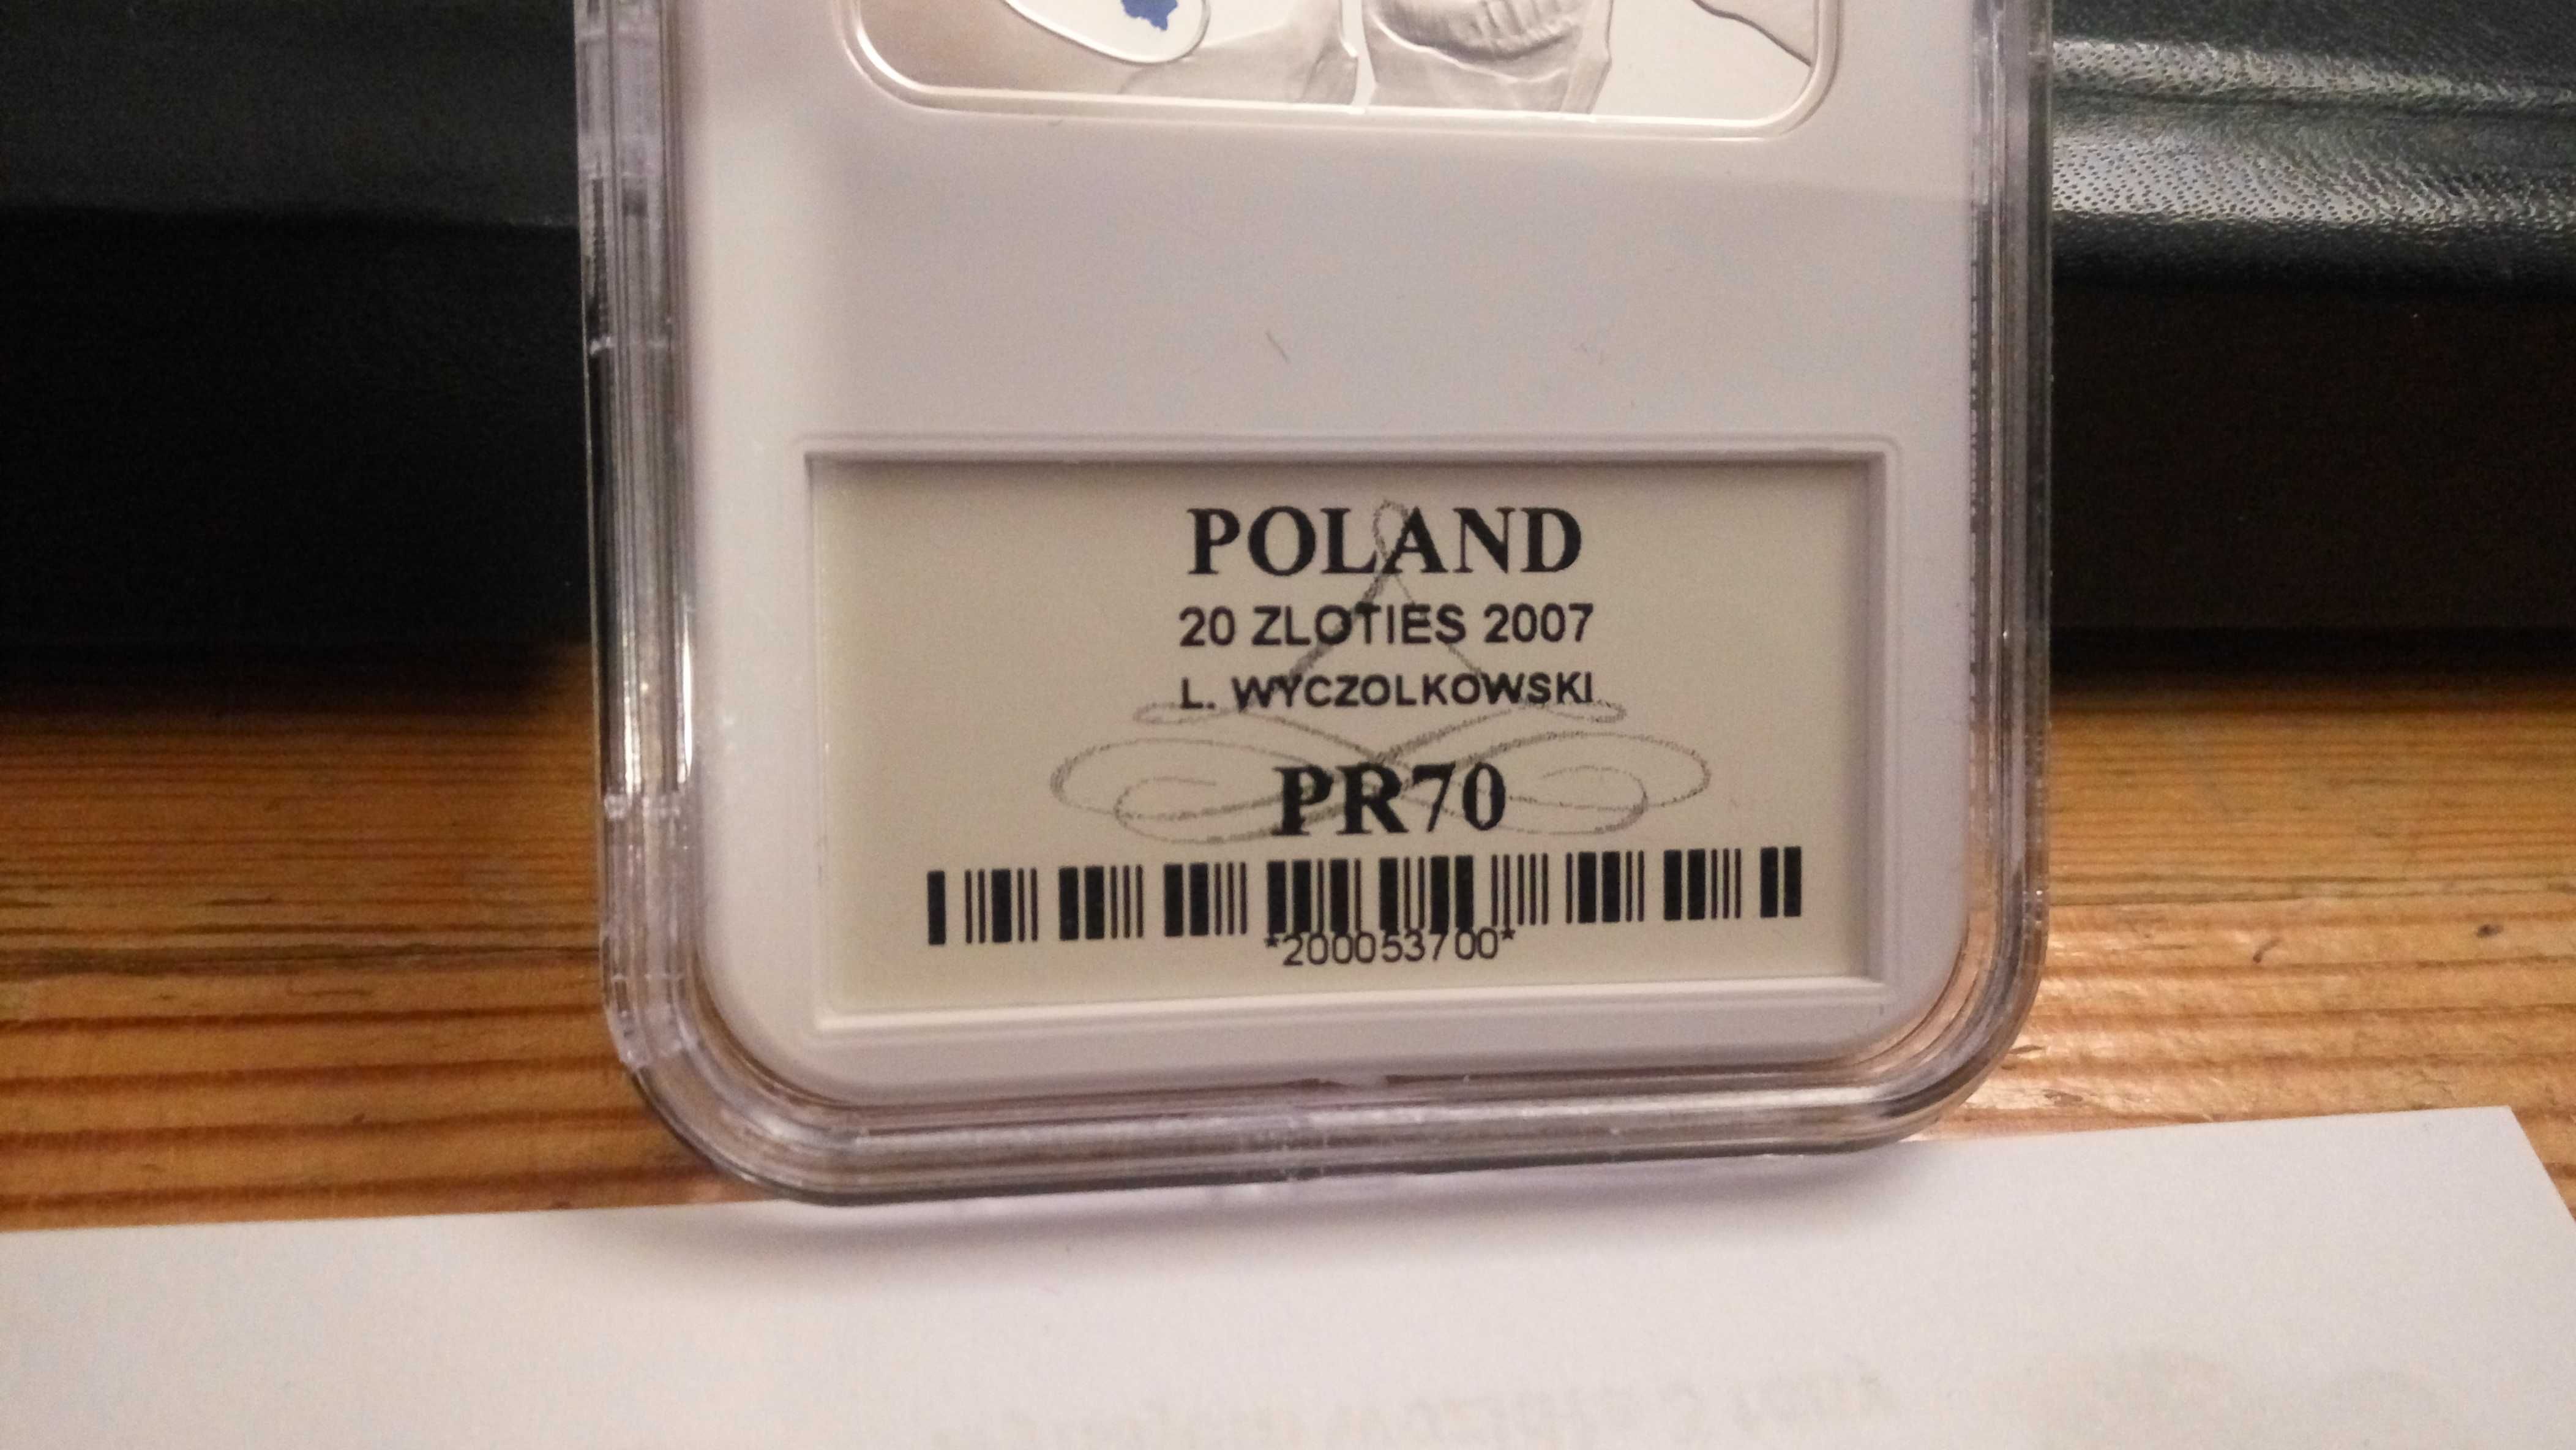 POLAND
20 ZLOTIES 2007
L. WYCZOLKOWSKI
PR70
*200053700*